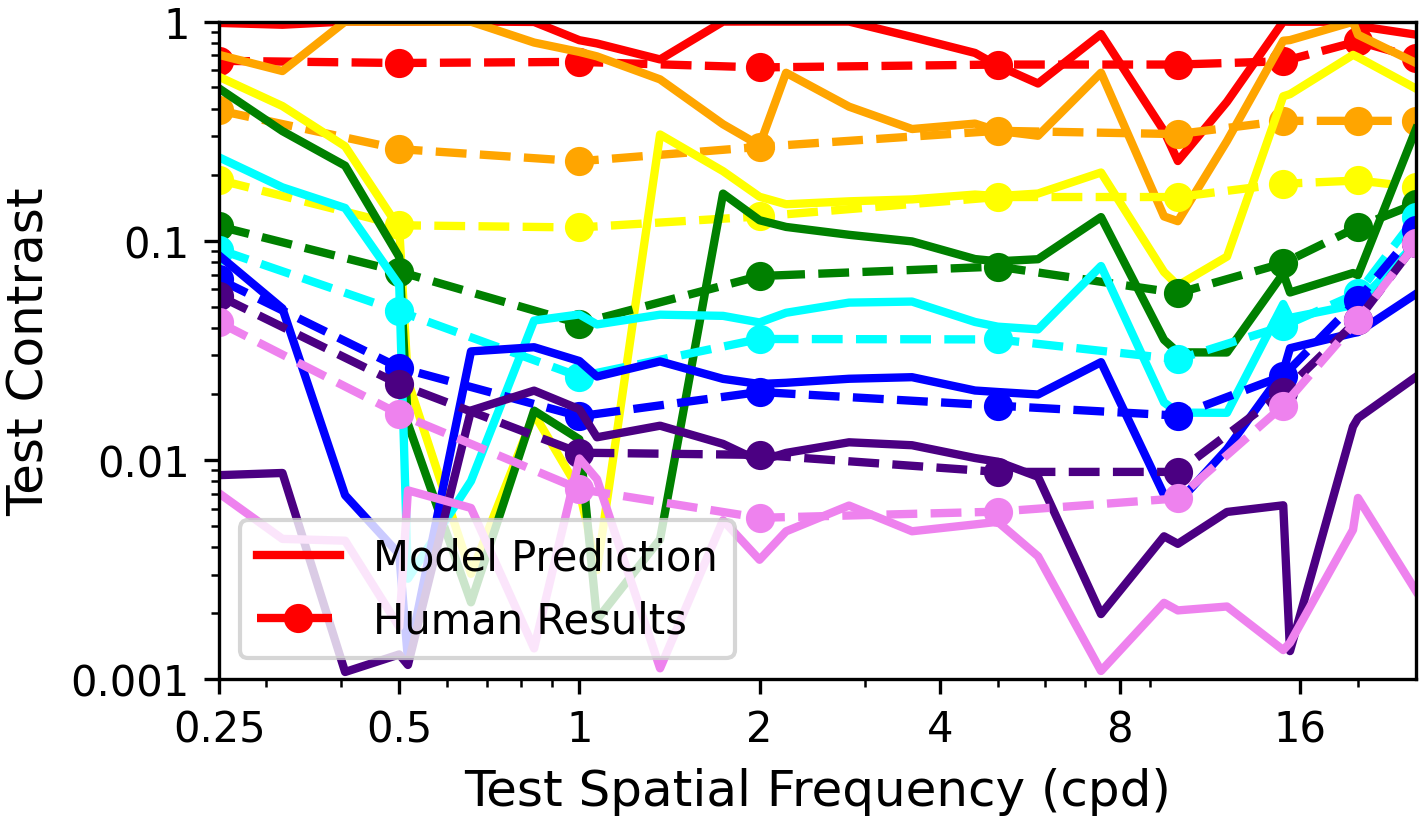 1
0.1
0.01
0.001
Test Contrast
Model Prediction
Human Results
0.25 0.5 1 2 4 8 16
Test Spatial Frequency (cpd)